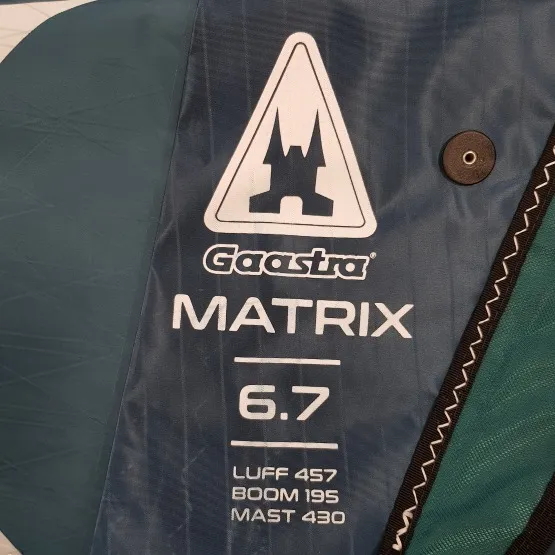 Gaastra®
MATRIX
6.7
LUFF 457
BOOM 195
MAST 430